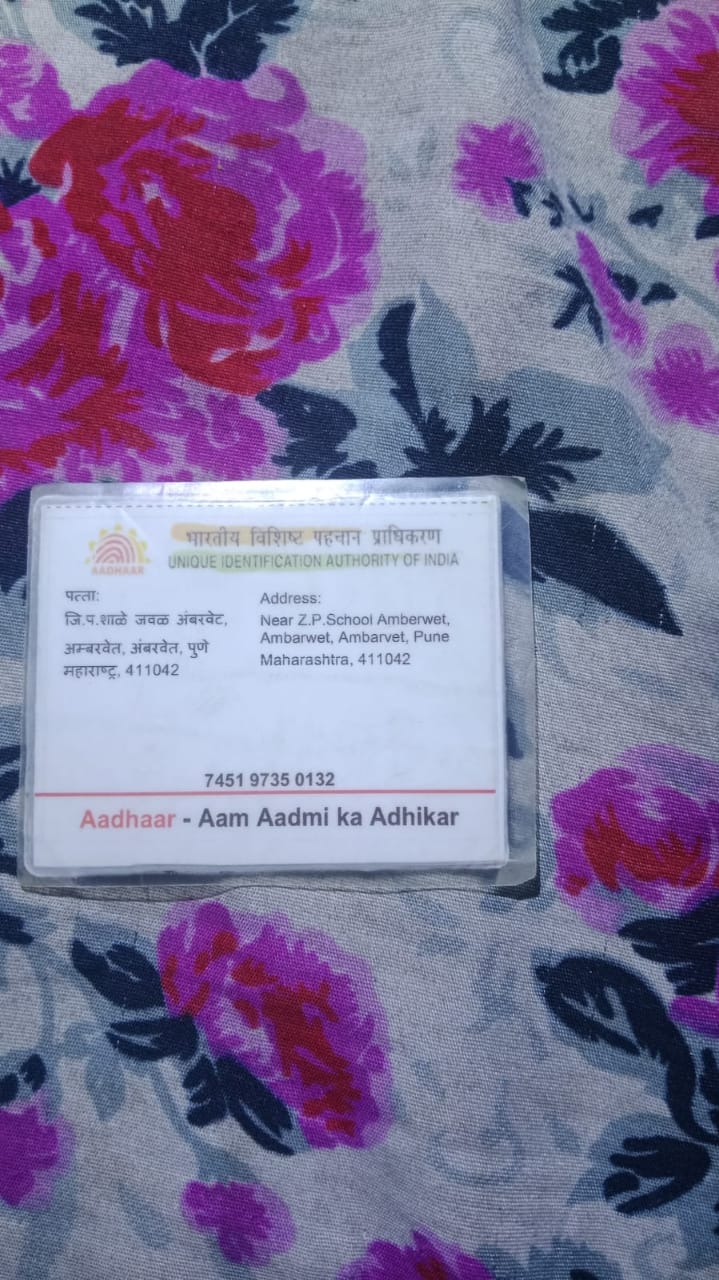 भारतीय विशिष्ट पहचान प्राधिकरण
AADHAAR
UNIQUE IDENTIFICATION AUTHORITY OF INDIA
पत्ता:
जि.प.शाळे जवळ अंबरवेट,
अम्बरवेत, अंबरवेत, पुणे
महाराष्ट्र, 411042
Address:
Near Z.P.School Amberwet,
Ambarwet, Ambarvet, Pune
Maharashtra, 411042
7451 9735 0132
Aadhaar - Aam Aadmi ka Adhikar